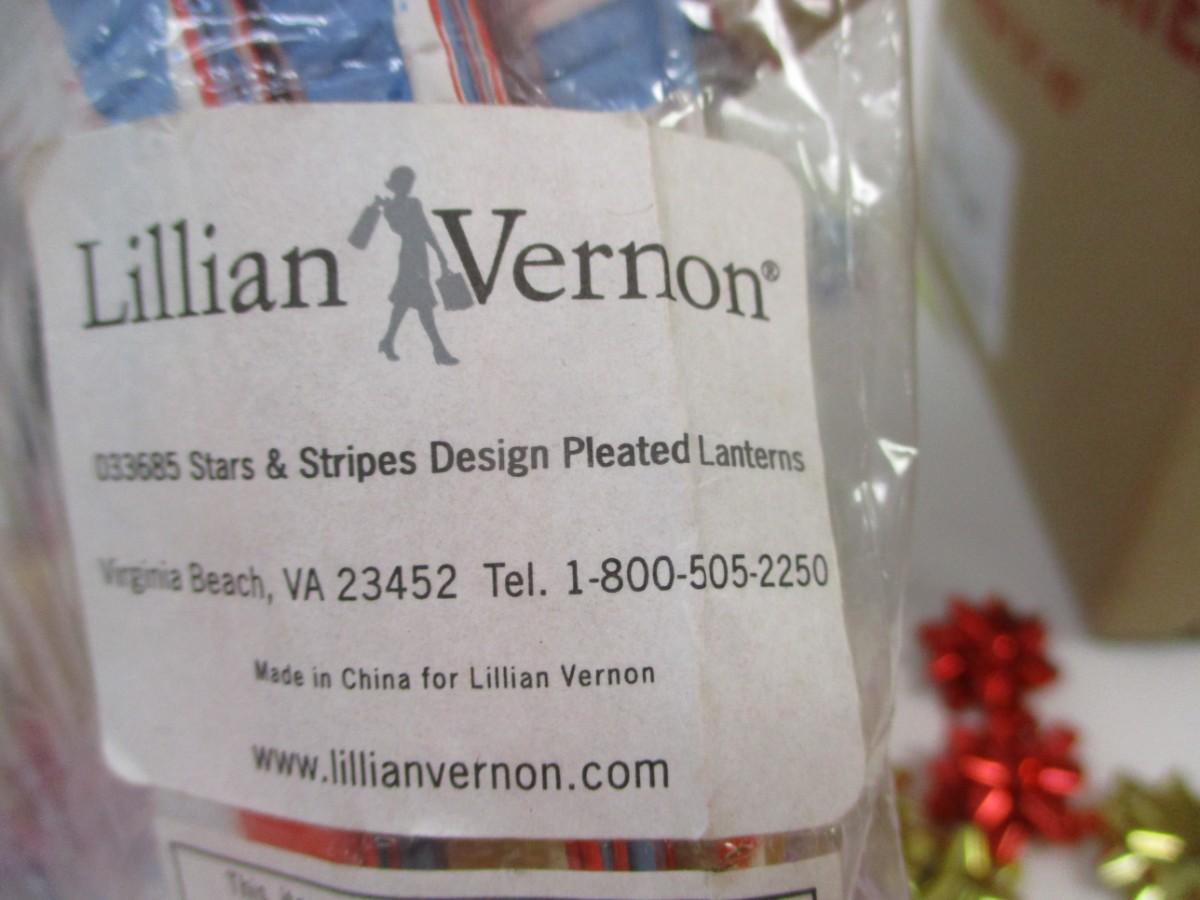 Lillian Vernon®
033685 Stars & Stripes Design Pleated Lanterns
Virginia Beach, VA 23452 Tel. 1-800-505-2250
Made in China for Lillian Vernon
www.lillianvernon.com
This